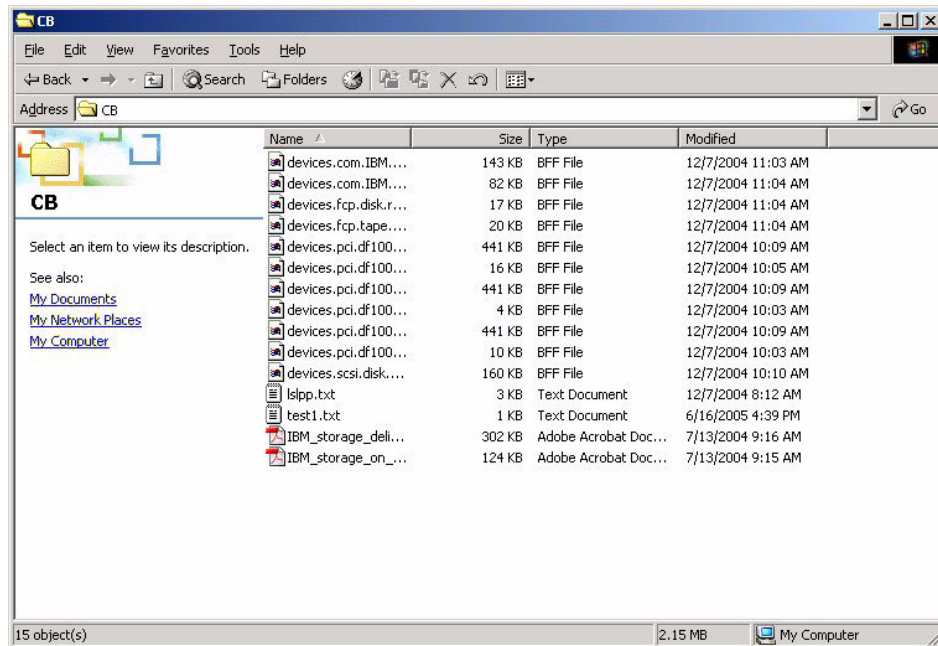 CB
File Edit View Favorites Tools Help
Back Search Folders
Address CB Go
Name Size Type Modified
devices.com.IBM.... 143 KB BFF File 12/7/2004 11:03 AM
devices.com.IBM.... 82 KB BFF File 12/7/2004 11:04 AM
devices.fcp.disk.r... 17 KB BFF File 12/7/2004 11:04 AM
devices.fcp.tape.... 20 KB BFF File 12/7/2004 11:04 AM
devices.pci.df100... 441 KB BFF File 12/7/2004 10:09 AM
devices.pci.df100... 16 KB BFF File 12/7/2004 10:05 AM
devices.pci.df100... 441 KB BFF File 12/7/2004 10:09 AM
devices.pci.df100... 4 KB BFF File 12/7/2004 10:03 AM
devices.pci.df100... 441 KB BFF File 12/7/2004 10:09 AM
devices.pci.df100... 10 KB BFF File 12/7/2004 10:03 AM
devices.scsi.disk.... 160 KB BFF File 12/7/2004 10:10 AM
lslpp.txt 3 KB Text Document 12/7/2004 8:12 AM
test1.txt 1 KB Text Document 6/16/2005 4:39 PM
IBM_storage_deli... 302 KB Adobe Acrobat Doc... 7/13/2004 9:16 AM
IBM_storage_on_... 124 KB Adobe Acrobat Doc... 7/13/2004 9:15 AM
CB
Select an item to view its description.
See also:
My Documents
My Network Places
My Computer
15 object(s) 2.15 MB My Computer